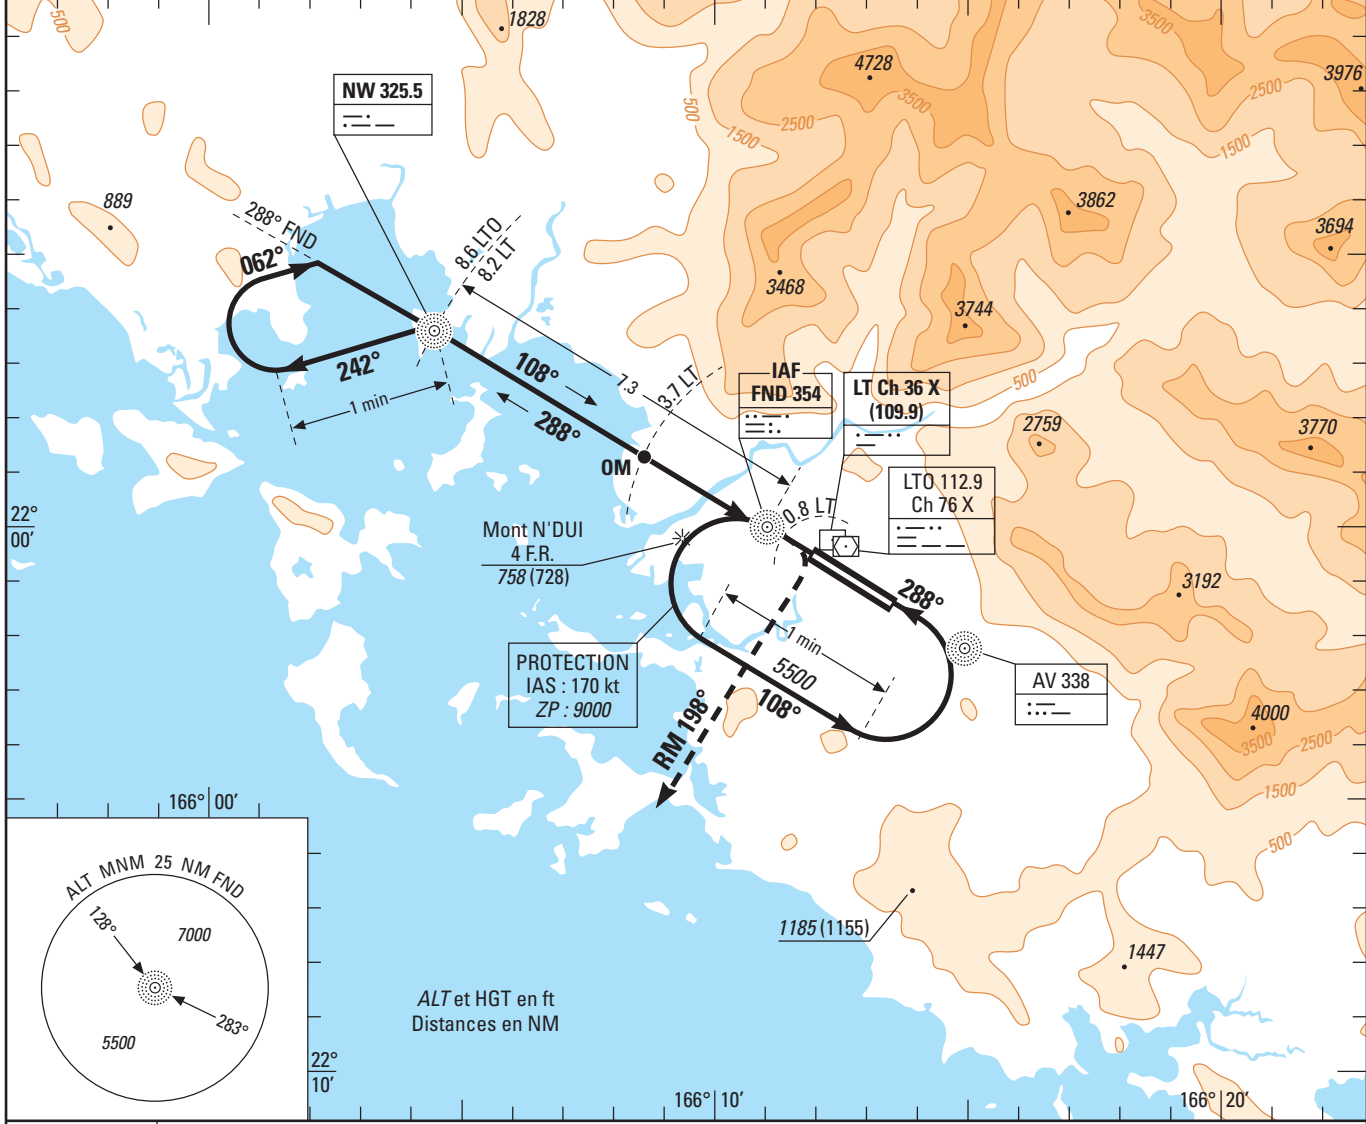 500
1828
4728
3500
3976
NW 325.5
3500
2500
2500
500
1500
1500
889
288° FND
062°
8.6 LTO
8.2 LT
3862
3694
3468
3744
242°
1 min
108°
288°
7.3
3.7 LT
IAF
FND 354
LT Ch 36 X
(109.9)
500
2759
3770
OM
LTO 112.9
Ch 76 X
0.8 LT
22°
00'
Mont N'DUI
4 F.R.
758 (728)
3192
288°
1 min
PROTECTION
IAS : 170 kt
ZP : 9000
5500
108°
RM 198°
AV 338
4000
3500
2500
1500
500
166° 00'
ALT MNM 25 NM FND
128°
7000
283°
5500
1185 (1155)
1447
ALT et HGT en ft
Distances en NM
22°
10'
166° 10'
166° 20'